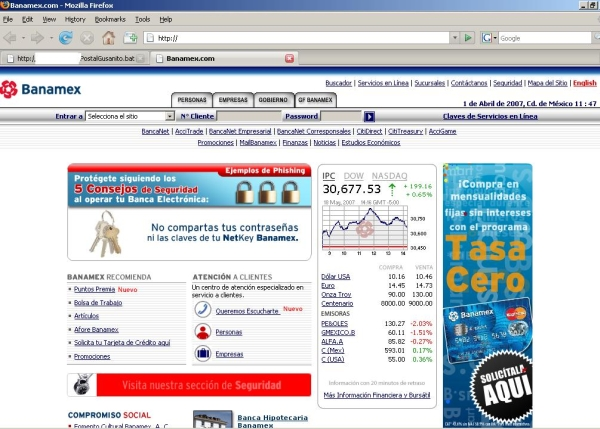 Banamex.com - Mozilla Firefox
File Edit View History Bookmarks Tools Help
http://
Google
http:/ /PostalGusanito.bat
Banamex.com
Banamex
Buscador | Servicios en Línea | Sucursales | Contáctanos | Seguridad | Mapa del Sitio | English
PERSONAS EMPRESAS GOBIERNO GF BANAMEX
1 de Abril de 2007, Cd. de México 11 : 47
Entrar a Selecciona el sitio N° Cliente Password Claves de Servicios en Línea
BancaNet | AcciTrade | BancaNet Empresarial | BancaNet Corresponsales | CitiDirect | CitiTreasury | AcciGame
Promociones | MailBanamex | Finanzas | Noticias | Estudios Económicos
Ejemplos de Phishing
Protégete siguiendo los
5 Consejos de Seguridad
al operar tu Banca Electrónica:
No compartas tus contraseñas
ni las claves de tu NetKey Banamex.
BANAMEX RECOMIENDA
Puntos Premia Nuevo
Bolsa de Trabajo
Artículos
Afore Banamex
Solicita tu Tarjeta de Crédito aquí
Promociones
ATENCIÓN A CLIENTES
Un centro de atención especializado en
servicio a clientes.
Queremos Escucharte Nuevo
Personas
Empresas
Visita nuestra sección de Seguridad
COMPROMISO SOCIAL
Fomento Cultural Banamex, A. C.
Banca Hipotecaria
Banamex
IPC DOW NASDAQ
30,677.53 + 199.16
+ 0.65%
18 May, 2007 14:16 GMT -5:00
30,750
30,600
30,450
9 10 11 12 13 14
COMPRA VENTA
Dólar USA 10.16 10.46
Euro 14.45 14.73
Onza Troy 90.00 130.00
Centenario 8000.00 9000.00
EMISORAS
PE&OLES 130.27 -2.03%
GMEXICO.B 60.11 -1.51%
ALFA.A 85.82 -0.27%
C (Mex) 593.01 0.17%
C (USA) 55.00 0.36%
Información con 20 minutos de retraso
Más Información Financiera y Bursátil
¡Compra en
mensualidades
fijas sin intereses
con el programa
Tasa
Cero
Banamex
MasterCard
SOLICÍTALA
AQUÍ